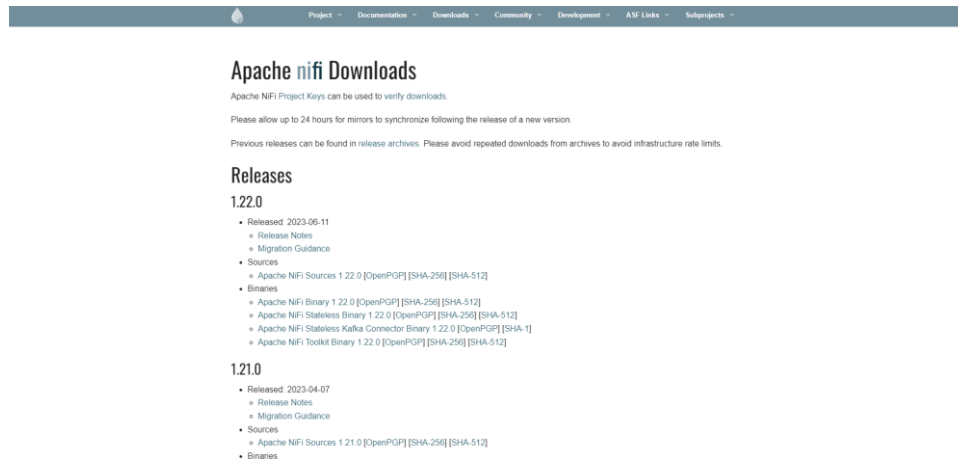 Project Documentation Downloads Community Development ASF Links Subprojects
Apache nifi Downloads
Apache NiFi Project Keys can be used to verify downloads.
Please allow up to 24 hours for mirrors to synchronize following the release of a new version.
Previous releases can be found in release archives. Please avoid repeated downloads from archives to avoid infrastructure rate limits.
Releases
1.22.0
• Released: 2023-06-11
Release Notes
Migration Guidance
• Sources
Apache NiFi Sources 1.22.0 [OpenPGP] [SHA-256] [SHA-512]
• Binaries
Apache NiFi Binary 1.22.0 [OpenPGP] [SHA-256] [SHA-512]
Apache NiFi Stateless Binary 1.22.0 [OpenPGP] [SHA-256] [SHA-512]
Apache NiFi Stateless Kafka Connector Binary 1.22.0 [OpenPGP] [SHA-1]
Apache NiFi Toolkit Binary 1.22.0 [OpenPGP] [SHA-256] [SHA-512]
1.21.0
• Released: 2023-04-07
Release Notes
Migration Guidance
• Sources
Apache NiFi Sources 1.21.0 [OpenPGP] [SHA-256] [SHA-512]
• Binaries